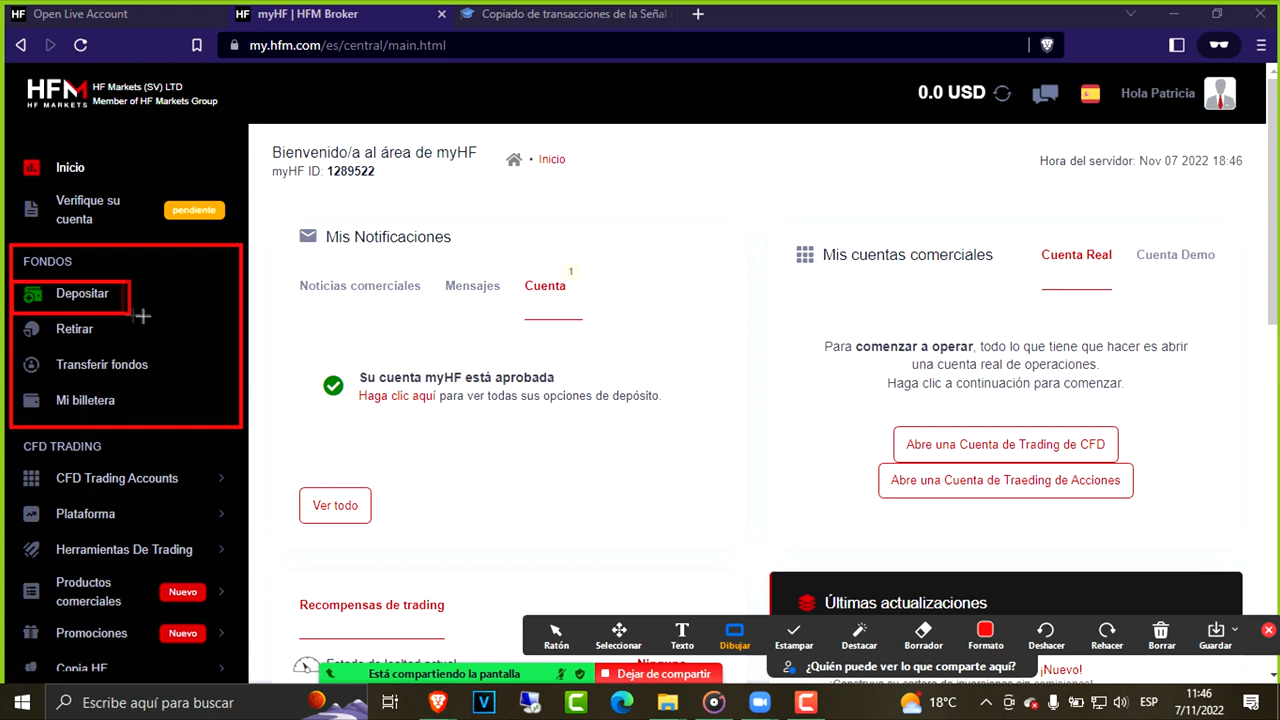 Open Live Account
HF myHF | HFM Broker
Copiado de transacciones de la Señal
my.hfm.com/es/central/main.html
HFM
HF MARKETS
HF Markets (SV) LTD
Member of HF Markets Group
0.0 USD
Hola Patricia
Inicio
Verifique su
cuenta
pendiente
FONDOS
Depositar
Retirar
Transferir fondos
Mi billetera
CFD TRADING
CFD Trading Accounts
Plataforma
Herramientas De Trading
Productos
comerciales
Nuevo
Promociones
Nuevo
Copia HF
Bienvenido/a al área de myHF
myHF ID: 1289522
• Inicio
Hora del servidor: Nov 07 2022 18:46
Mis Notificaciones
Noticias comerciales
Mensajes
Cuenta
1
Su cuenta myHF está aprobada
Haga clic aquí para ver todas sus opciones de depósito.
Ver todo
Mis cuentas comerciales
Cuenta Real
Cuenta Demo
Para comenzar a operar, todo lo que tiene que hacer es abrir
una cuenta real de operaciones.
Haga clic a continuación para comenzar.
Abre una Cuenta de Trading de CFD
Abre una Cuenta de Traeding de Acciones
Recompensas de trading
Últimas actualizaciones
Ratón
Seleccionar
Texto
Dibujar
Estampar
Destacar
Borrador
Formato
Deshacer
Rehacer
Borrar
Guardar
¿Quién puede ver lo que comparte aquí?
¡Nuevo!
Está compartiendo la pantalla
Dejar de compartir
Escribe aquí para buscar
18°C
ESP
11:46
7/11/2022